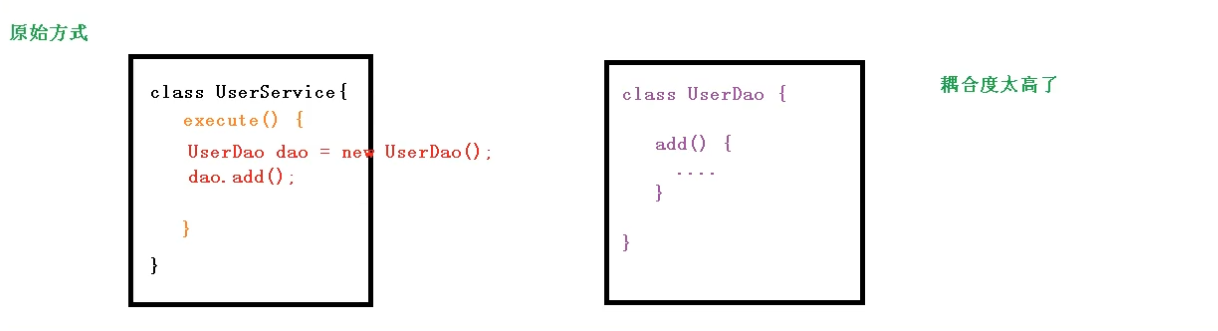 原始方式
class UserService{
execute() {
UserDao dao = new UserDao();
dao.add();
}
}
class UserDao {
add() {
....
}
}
耦合度太高了